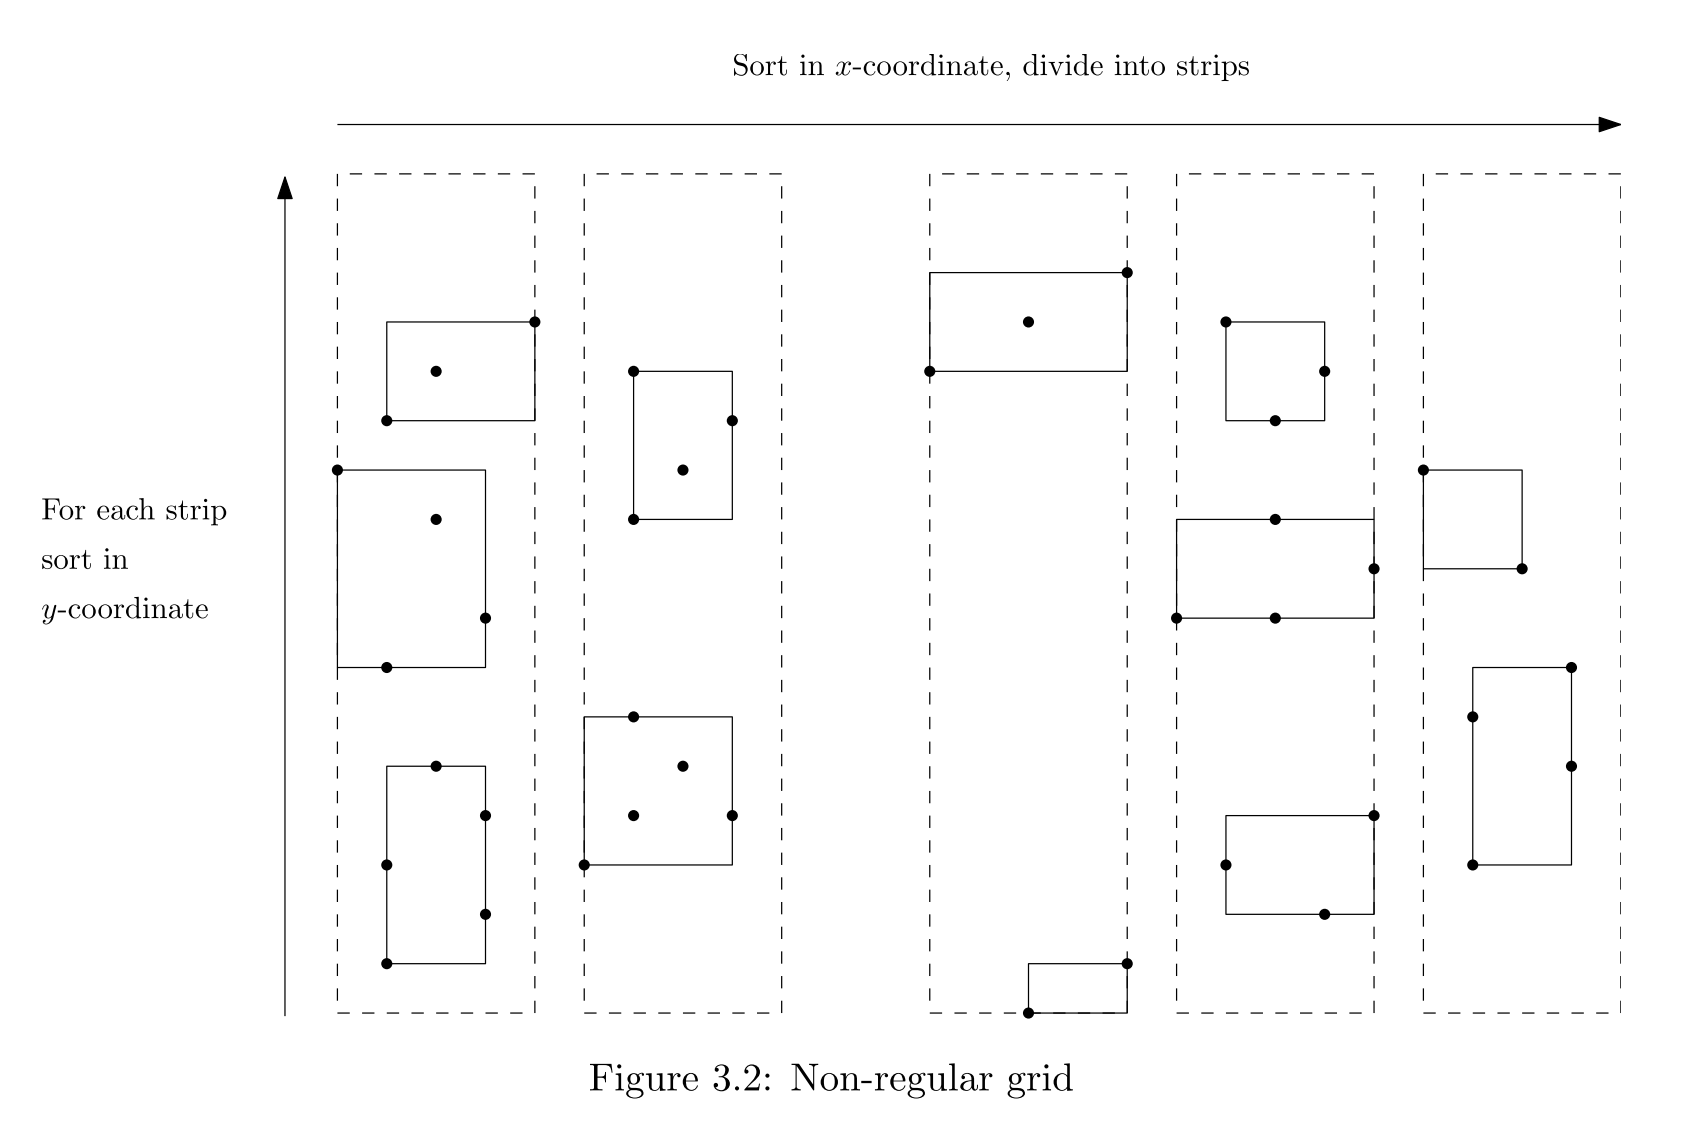 Sort in x-coordinate, divide into strips
For each strip
sort in
y-coordinate
Figure 3.2: Non-regular grid